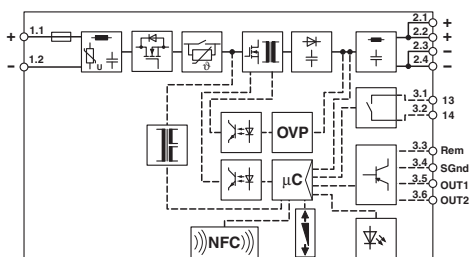 2.1 +
+ 1.1 2.2 +
2.3 −
− 1.2 2.4 −
U ϑ
3.1 13
3.2 14
OVP
3.3 Rem
3.4 SGnd
μC 3.5 OUT1
3.6 OUT2
NFC